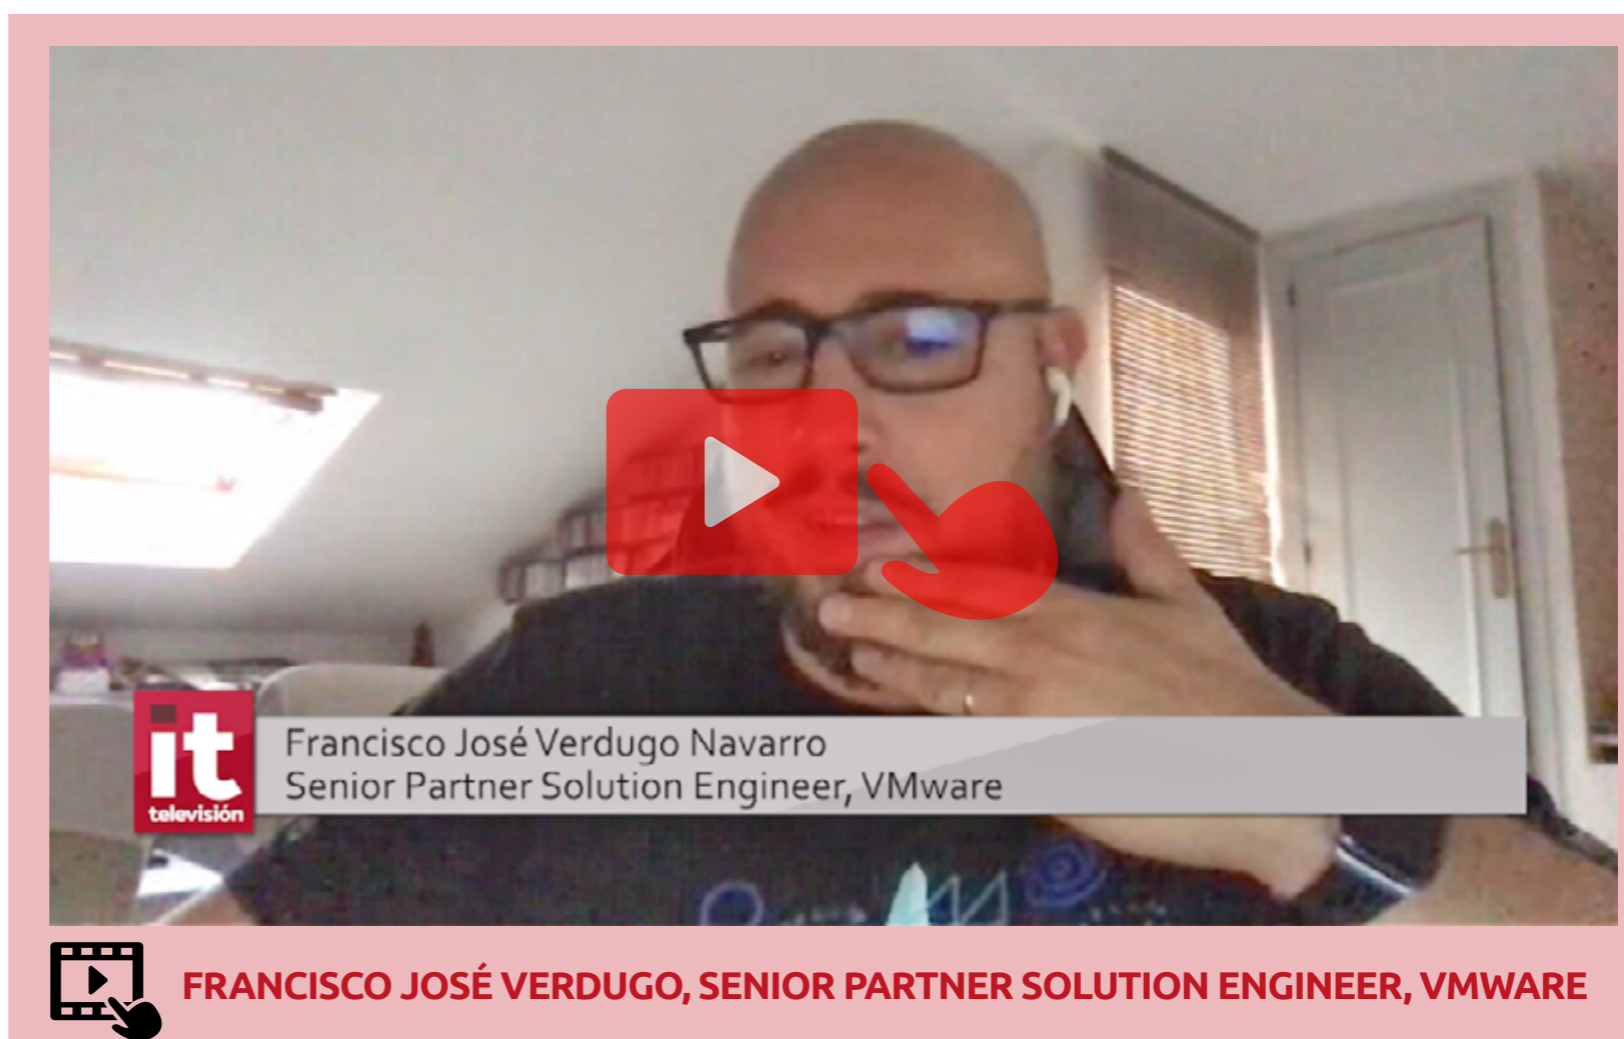 it
televisión
Francisco José Verdugo Navarro
Senior Partner Solution Engineer, VMware
FRANCISCO JOSÉ VERDUGO, SENIOR PARTNER SOLUTION ENGINEER, VMWARE